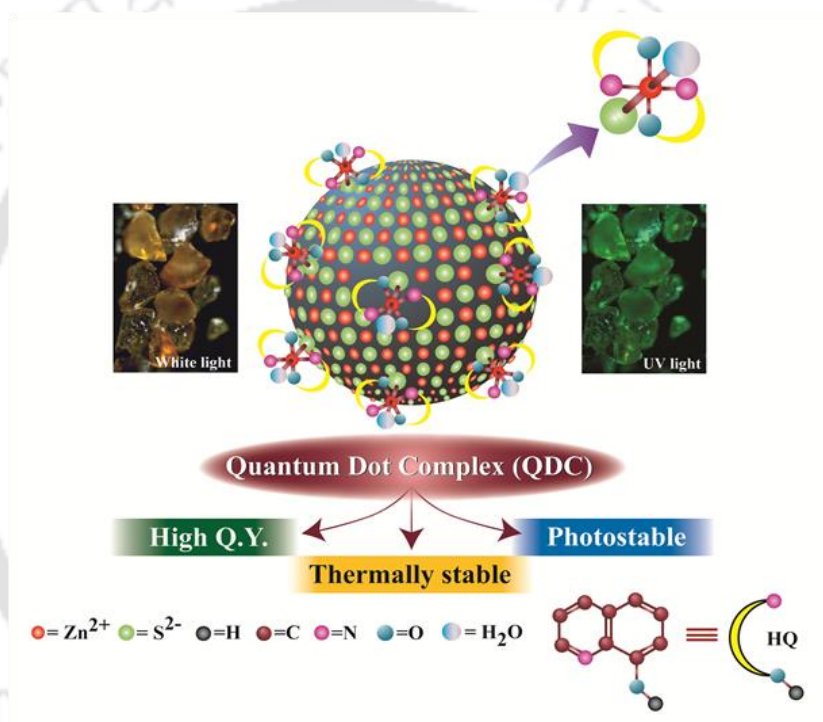 White light
UV light
Quantum Dot Complex (QDC)
High Q.Y.
Photostable
Thermally stable
= Zn2+ = S2- =H =C =N =O = H2O
HQ